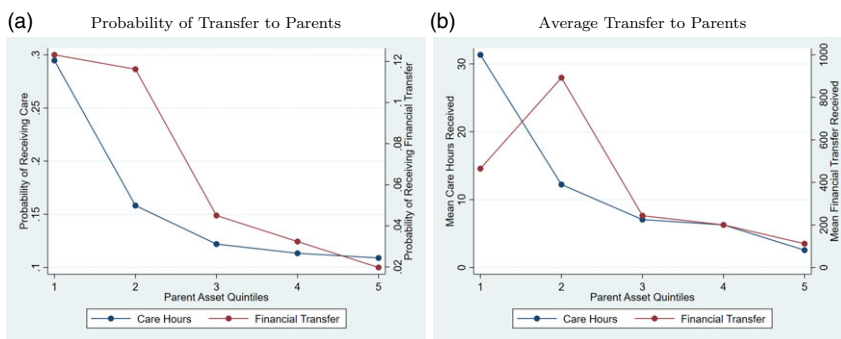 (a) Probability of Transfer to Parents
Probability of Receiving Care
.3
.25
.2
.15
.1
Probability of Receiving Financial Transfer
.12
.1
.08
.06
.04
.02
1 2 3 4 5
Parent Asset Quintiles
Care Hours Financial Transfer
(b) Average Transfer to Parents
Mean Care Hours Received
30
20
10
0
Mean Financial Transfer Received
1000
800
600
400
200
0
1 2 3 4 5
Parent Asset Quintiles
Care Hours Financial Transfer